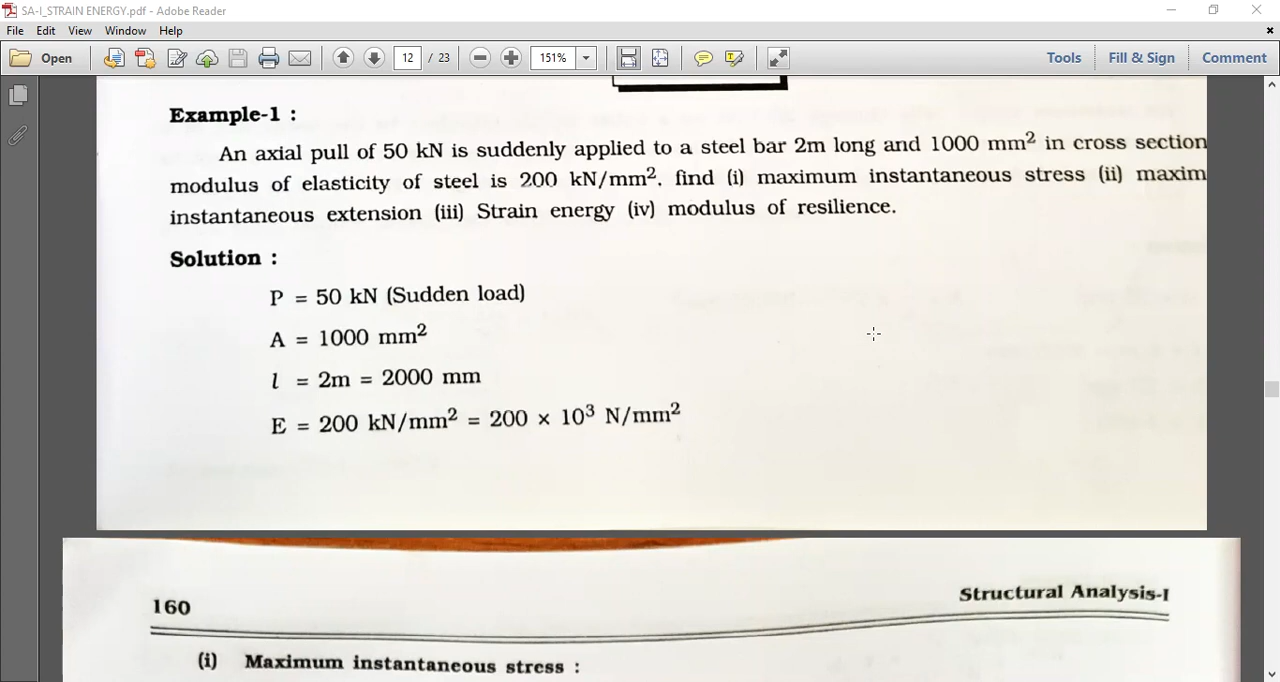 SA-I_STRAIN ENERGY.pdf - Adobe Reader
File Edit View Window Help
Open 12 / 23 151% Tools Fill & Sign Comment
Example-1 :
An axial pull of 50 kN is suddenly applied to a steel bar 2m long and 1000 mm² in cross section
modulus of elasticity of steel is 200 kN/mm². find (i) maximum instantaneous stress (ii) maxim
instantaneous extension (iii) Strain energy (iv) modulus of resilience.
Solution :
P = 50 kN (Sudden load)
A = 1000 mm²
l = 2m = 2000 mm
E = 200 kN/mm² = 200 × 10³ N/mm²
160 Structural Analysis-I
(i) Maximum instantaneous stress :